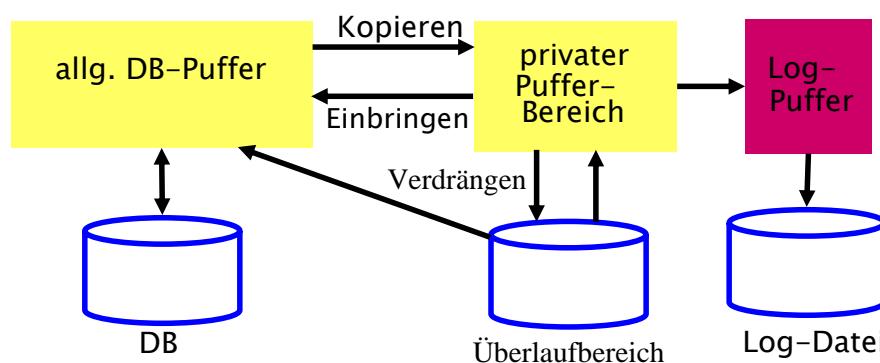 Kopieren
allg. DB-Puffer
privater
Puffer-
Bereich
Log-
Puffer
Einbringen
Verdrängen
DB
Überlaufbereich
Log-Datei